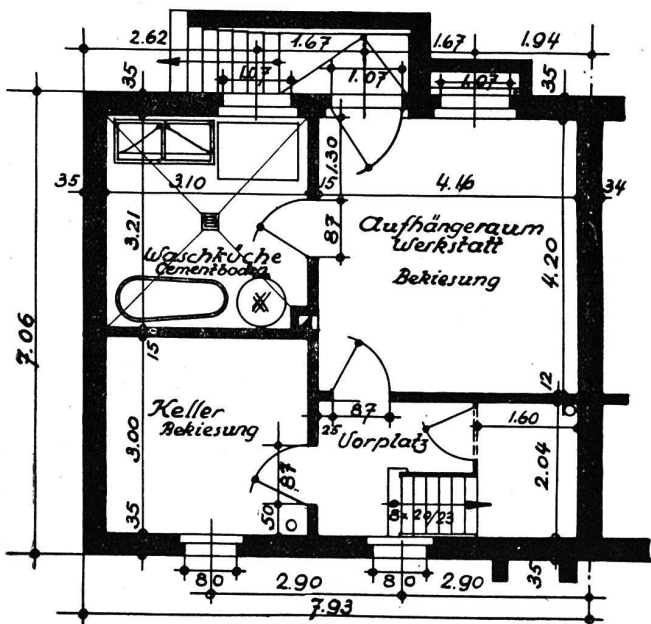 2.62 1.67 1.67 1.94
35 1.07 1.07 1.07 35
35 3.10 15 1.30 4.16 34
3.21 87
Aufhängeraum
Werkstatt
Bekiesung
4.20
Waschküche
Cementboden
7.06
15
12
Keller
Bekiesung
3.00
25 87
Vorplatz
1.60
87
2.04
50
8x 20/23
35 35
80 2.90 80 2.90
7.93